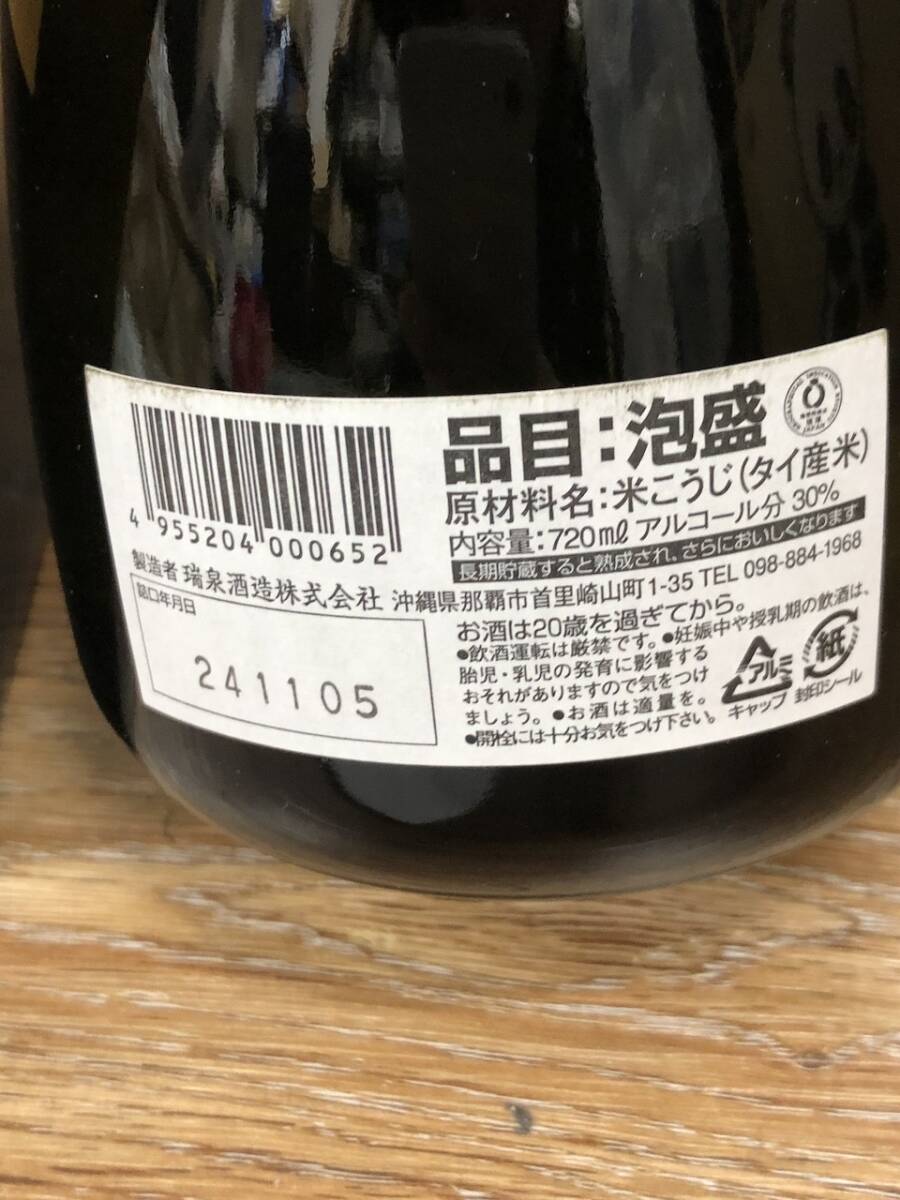 品目:泡盛
原材料名:米こうじ(タイ産米)
内容量:720mℓ アルコール分 30%
長期貯蔵すると熟成され、さらにおいしくなります
4 955204 000652
製造者 瑞泉酒造株式会社 沖縄県那覇市首里崎山町1-35 TEL 098-884-1968
詰口年月日
241105
お酒は20歳を過ぎてから。
●飲酒運転は厳禁です。●妊娠中や授乳期の飲酒は、
胎児・乳児の発育に影響する
おそれがありますので気をつけ
ましょう。●お酒は適量を。
●開栓には十分お気をつけ下さい。
アルミ
キャップ
紙
封印シール